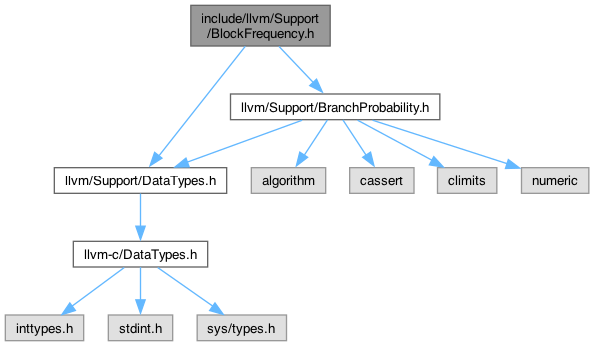 include/llvm/Support
/BlockFrequency.h
llvm/Support/BranchProbability.h
llvm/Support/DataTypes.h
algorithm
cassert
climits
numeric
llvm-c/DataTypes.h
inttypes.h
stdint.h
sys/types.h